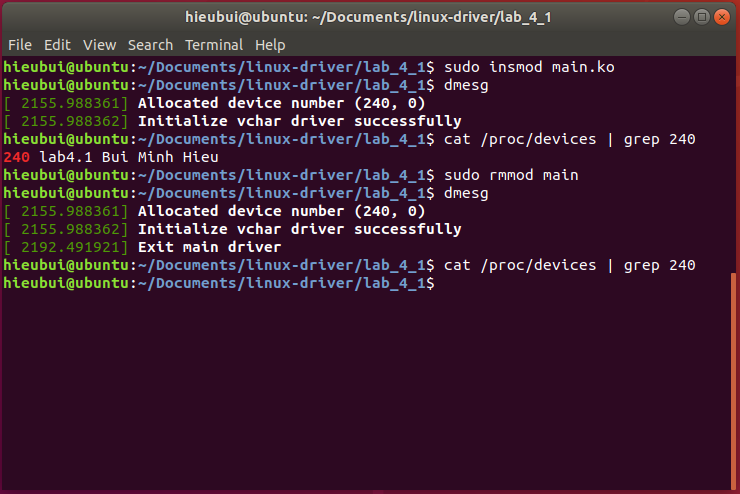 hieubui@ubuntu: ~/Documents/linux-driver/lab_4_1
File Edit View Search Terminal Help
hieubui@ubuntu:~/Documents/linux-driver/lab_4_1$ sudo insmod main.ko
hieubui@ubuntu:~/Documents/linux-driver/lab_4_1$ dmesg
[ 2155.988361] Allocated device number (240, 0)
[ 2155.988362] Initialize vchar driver successfully
hieubui@ubuntu:~/Documents/linux-driver/lab_4_1$ cat /proc/devices | grep 240
240 lab4.1 Bui Minh Hieu
hieubui@ubuntu:~/Documents/linux-driver/lab_4_1$ sudo rmmod main
hieubui@ubuntu:~/Documents/linux-driver/lab_4_1$ dmesg
[ 2155.988361] Allocated device number (240, 0)
[ 2155.988362] Initialize vchar driver successfully
[ 2192.491921] Exit main driver
hieubui@ubuntu:~/Documents/linux-driver/lab_4_1$ cat /proc/devices | grep 240
hieubui@ubuntu:~/Documents/linux-driver/lab_4_1$